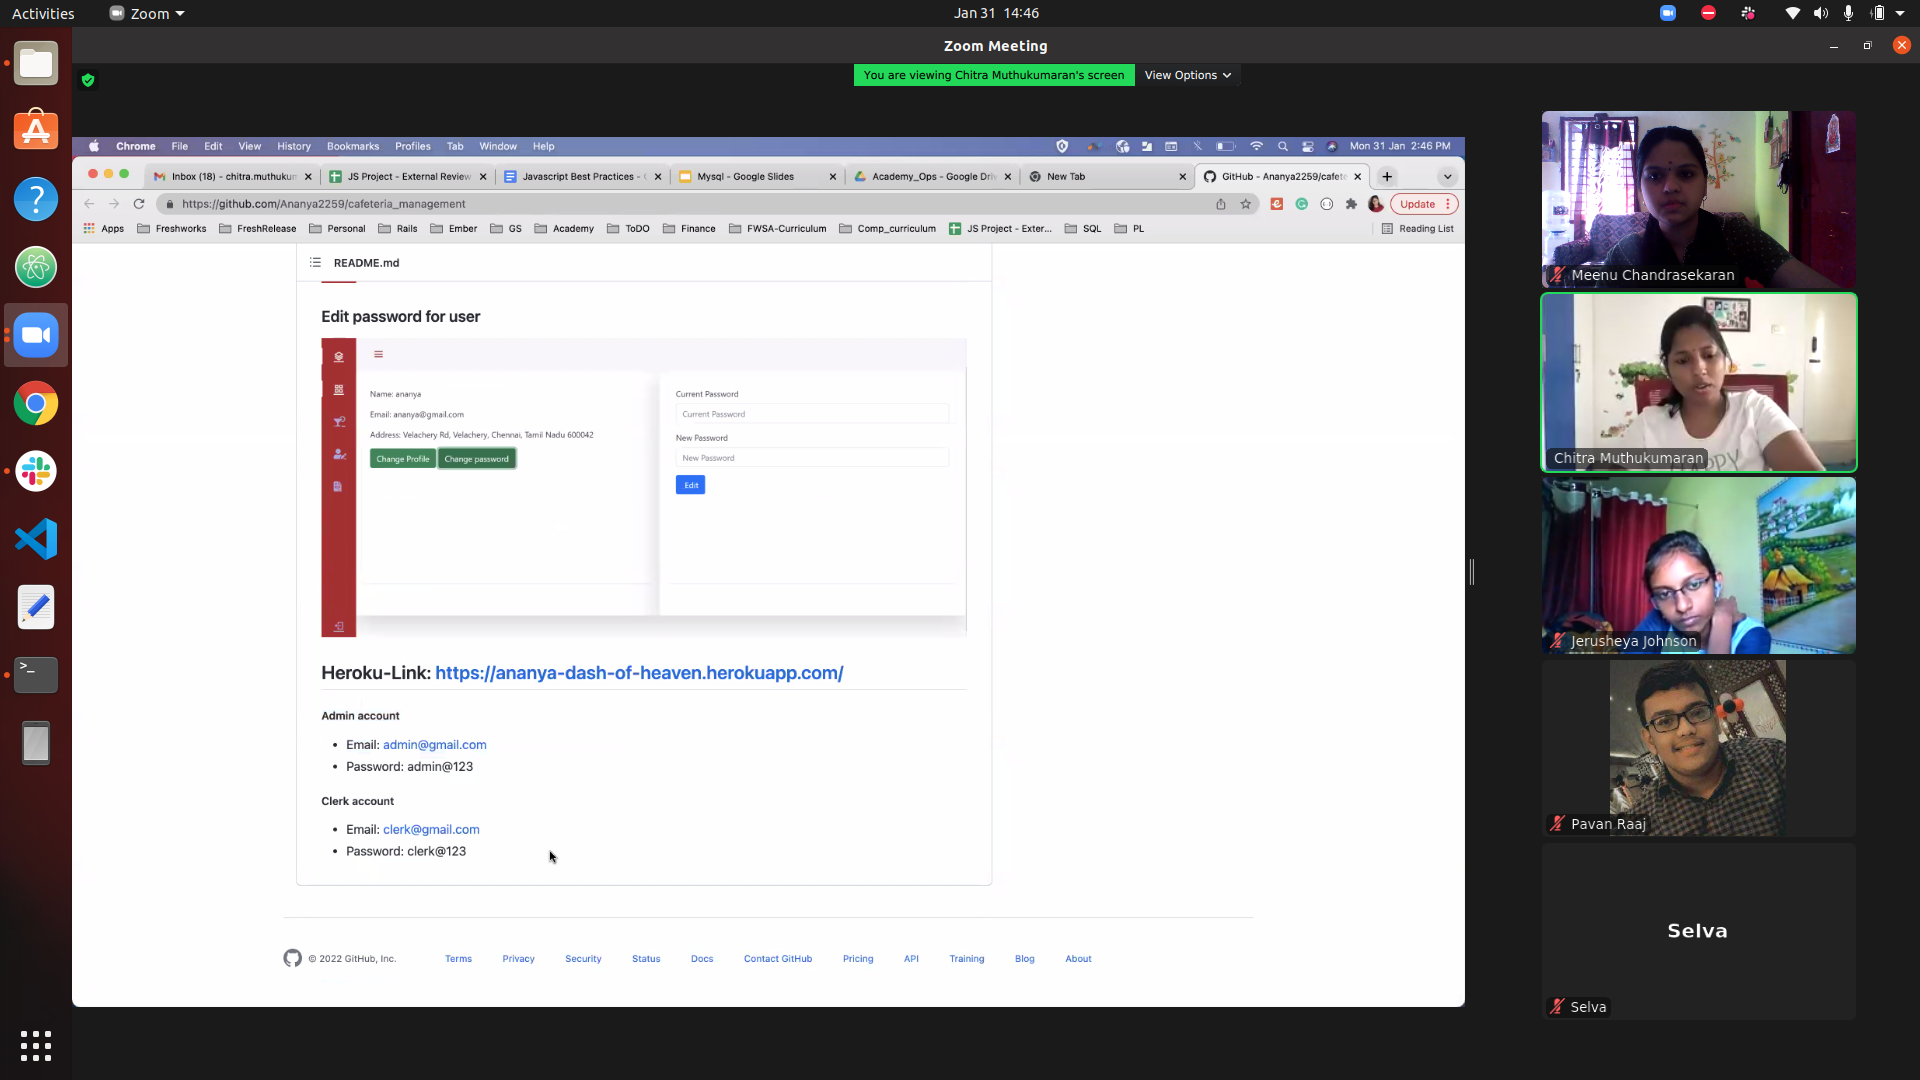 Activities Zoom Jan 31 14:46
Zoom Meeting
You are viewing Chitra Muthukumaran's screen View Options
Chrome File Edit View History Bookmarks Profiles Tab Window Help Mon 31 Jan 2:46 PM
Inbox (18) - chitra.muthukum JS Project - External Review Javascript Best Practices - Mysql - Google Slides Academy_Ops - Google Dri New Tab GitHub - Ananya2259/cafete
https://github.com/Ananya2259/cafeteria_management Update
Apps Freshworks FreshRelease Personal Rails Ember GS Academy ToDO Finance FWSA-Curriculum Comp_curriculum JS Project - Exter... SQL PL Reading List
README.md
Edit password for user
Name: ananya
Email: ananya@gmail.com
Address: Velachery Rd, Velachery, Chennai, Tamil Nadu 600042
Change Profile Change password
Current Password
Current Password
New Password
New Password
Edit
Heroku-Link: https://ananya-dash-of-heaven.herokuapp.com/
Admin account
Email: admin@gmail.com
Password: admin@123
Clerk account
Email: clerk@gmail.com
Password: clerk@123
© 2022 GitHub, Inc. Terms Privacy Security Status Docs Contact GitHub Pricing API Training Blog About
Meenu Chandrasekaran
Chitra Muthukumaran
Jerusheya Johnson
Pavan Raaj
Selva
Selva